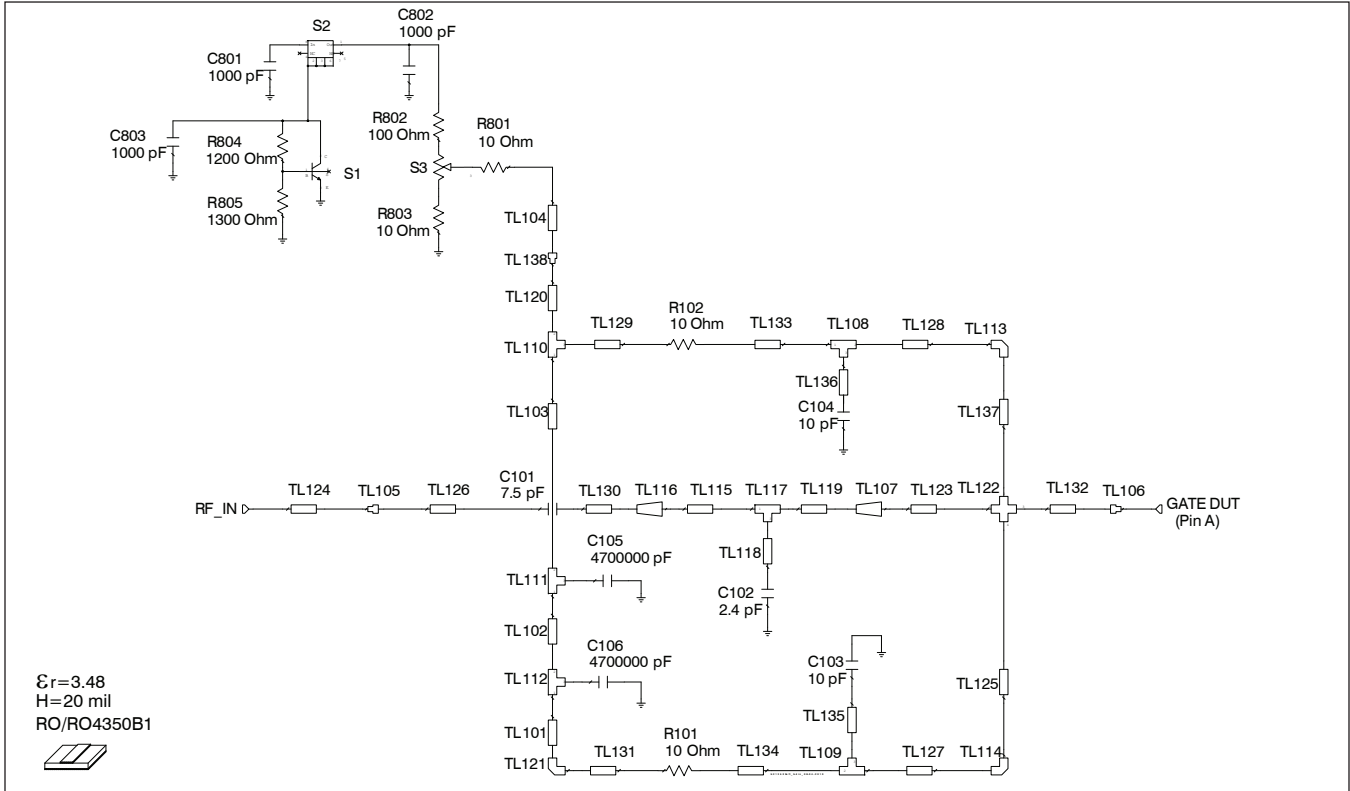 S2
C802
1000 pF
C801
1000 pF
C803
1000 pF
R804
1200 Ohm
R805
1300 Ohm
S1
R802
100 Ohm
R801
10 Ohm
S3
R803
10 Ohm
TL104
TL138
TL120
TL110
TL129
R102
10 Ohm
TL133
TL108
TL128
TL113
TL136
C104
10 pF
TL103
TL137
RF_IN
TL124
TL105
TL126
C101
7.5 pF
TL130
TL116
TL115
TL117
TL119
TL107
TL123
TL122
TL132
TL106
GATE DUT
(Pin A)
TL118
C102
2.4 pF
C105
4700000 pF
TL111
TL102
C106
4700000 pF
TL112
C103
10 pF
TL125
TL135
TL101
TL121
TL131
R101
10 Ohm
TL134
TL109
TL127
TL114
εr=3.48
H=20 mil
RO/RO4350B1